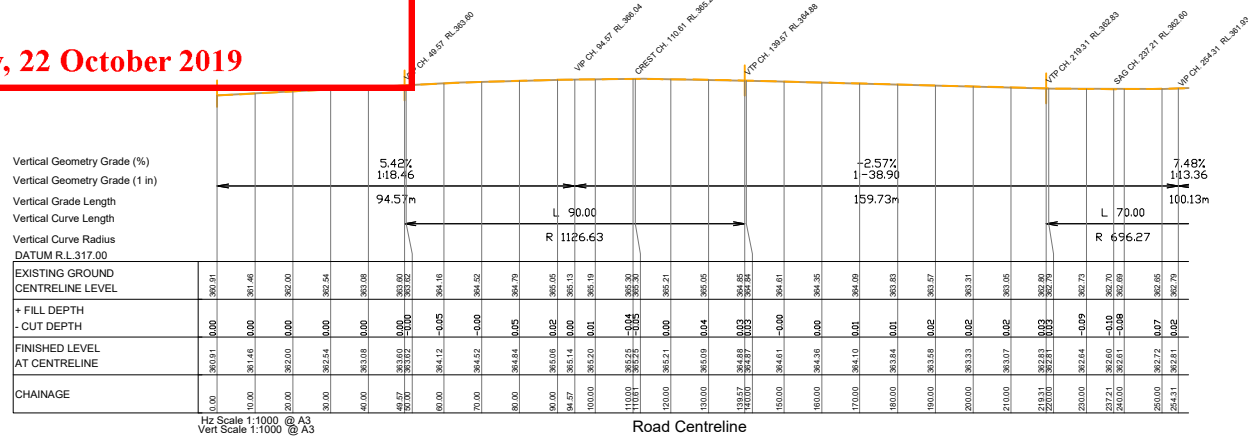 , 22 October 2019
CH. 49.57 RL.363.60
VIP CH. 94.57 RL.366.04
CREST CH. 110.61 RL.365.2
VTP CH. 139.57 RL.364.88
VTP CH. 219.31 RL.362.83
SAG CH. 237.21 RL.362.60
VIP CH. 254.31 RL.361.93
Vertical Geometry Grade (%) 5.42% -2.57% 7.48%
Vertical Geometry Grade (1 in) 1:18.46 1:-38.90 1:13.36
Vertical Grade Length 94.57m 159.73m 100.13m
Vertical Curve Length L 90.00 L 70.00
Vertical Curve Radius R 1126.63 R 696.27
DATUM R.L.317.00
EXISTING GROUND
CENTRELINE LEVEL 360.91 361.46 362.00 362.54 363.08 363.60 363.62 364.16 364.52 364.79 365.05 365.13 365.19 365.30 365.30 365.21 365.05 364.85 364.84 364.61 364.35 364.09 363.83 363.57 363.31 363.05 362.80 362.79 362.73 362.70 362.69 362.65 362.79
+ FILL DEPTH
- CUT DEPTH 0.00 0.00 0.00 0.00 0.00 0.00 -0.00 -0.05 -0.00 0.05 0.02 0.00 0.01 -0.04 -0.05 0.00 0.04 0.03 0.03 -0.00 0.00 0.01 0.01 0.02 0.02 0.02 0.03 0.03 -0.09 -0.10 -0.08 0.07 0.02
FINISHED LEVEL
AT CENTRELINE 360.91 361.46 362.00 362.54 363.08 363.60 363.62 364.12 364.52 364.84 365.06 365.14 365.20 365.25 365.25 365.21 365.09 364.88 364.87 364.61 364.36 364.10 363.84 363.58 363.33 363.07 362.83 362.81 362.64 362.60 362.61 362.72 362.81
CHAINAGE 0.00 10.00 20.00 30.00 40.00 49.57 50.00 60.00 70.00 80.00 90.00 94.57 100.00 110.00 110.61 120.00 130.00 139.57 140.00 150.00 160.00 170.00 180.00 190.00 200.00 210.00 219.31 220.00 230.00 237.21 240.00 250.00 254.31
Hz Scale 1:1000 @ A3
Vert Scale 1:1000 @ A3
Road Centreline